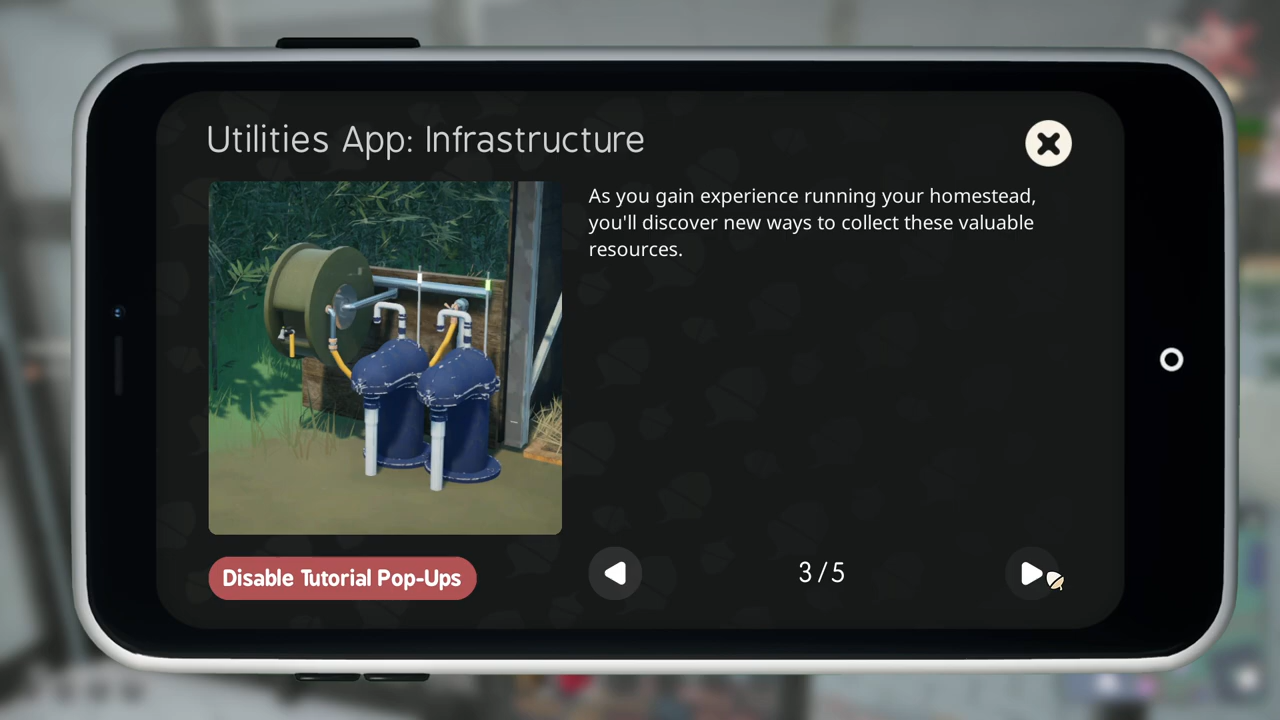 Utilities App: Infrastructure
As you gain experience running your homestead,
you'll discover new ways to collect these valuable
resources.
Disable Tutorial Pop-Ups
3/5